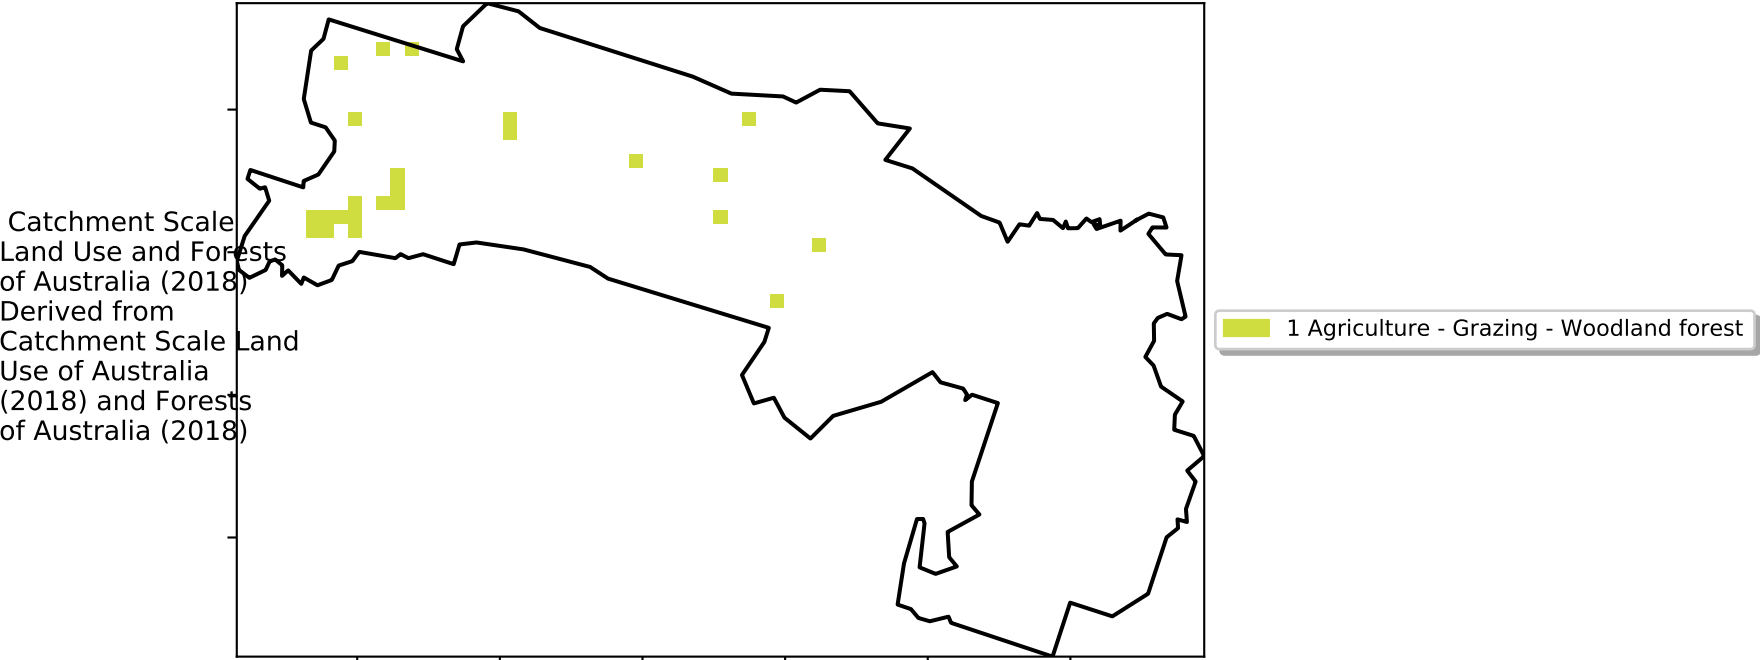 Catchment Scale
Land Use and Forests
of Australia (2018)
Derived from
Catchment Scale Land
Use of Australia
(2018) and Forests
of Australia (2018)
1 Agriculture - Grazing - Woodland forest